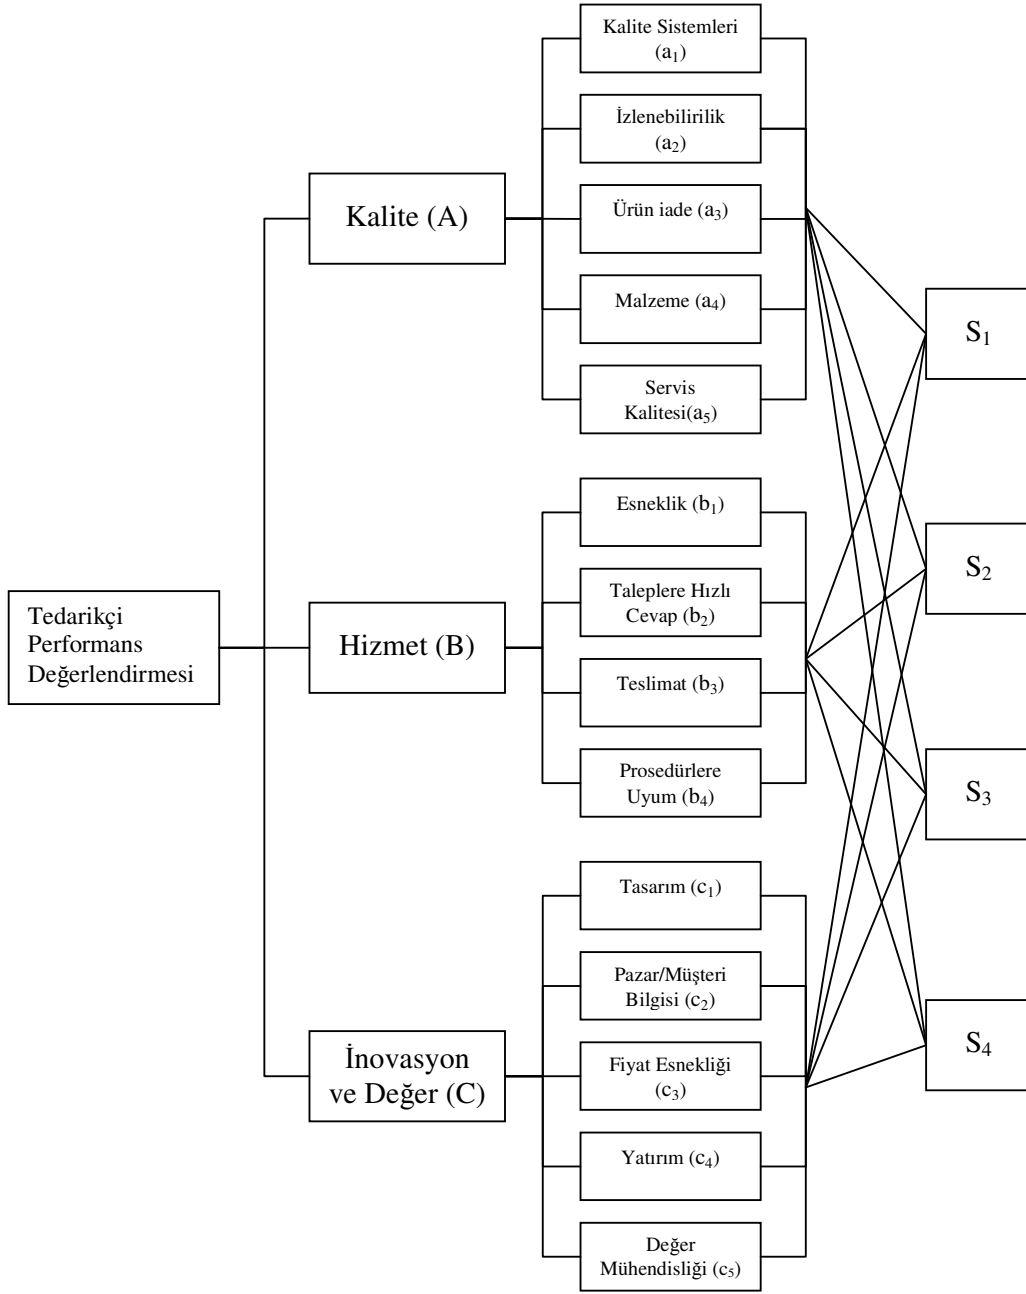 Tedarikçi
Performans
Değerlendirmesi
Kalite (A)
Kalite Sistemleri
(a₁)
İzlenebilirilik
(a₂)
Ürün iade (a₃)
Malzeme (a₄)
Servis
Kalitesi(a₅)
Hizmet (B)
Esneklik (b₁)
Taleplere Hızlı
Cevap (b₂)
Teslimat (b₃)
Prosedürlere
Uyum (b₄)
İnovasyon
ve Değer (C)
Tasarım (c₁)
Pazar/Müşteri
Bilgisi (c₂)
Fiyat Esnekliği
(c₃)
Yatırım (c₄)
Değer
Mühendisliği (c₅)
S₁
S₂
S₃
S₄